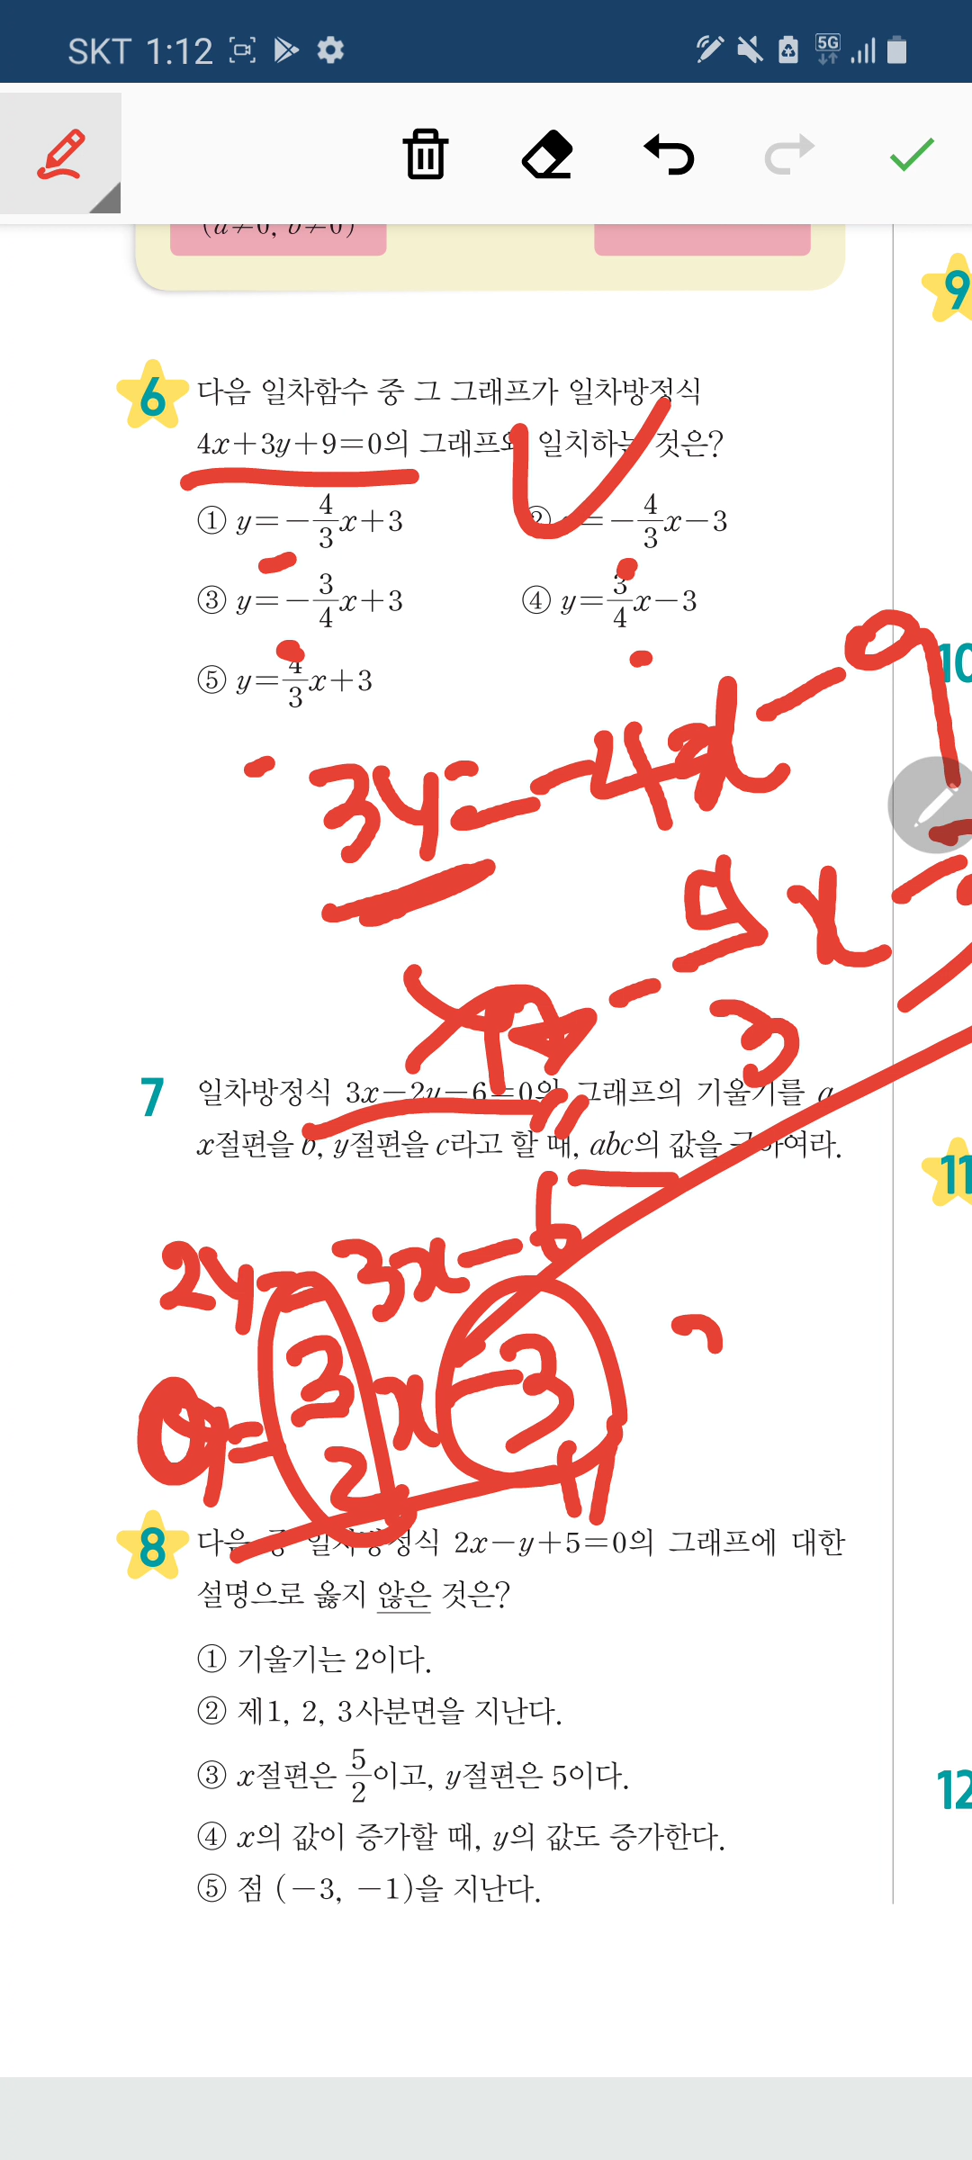 SKT 1:12 5G
(a≠0, b≠0)
9
6 다음 일차함수 중 그 그래프가 일차방정식
4x+3y+9=0의 그래프와 일치하는 것은?
① y=-4/3x+3 ② =-4/3x-3
③ y=-3/4x+3 ④ y=3/4x-3
10
⑤ y=4/3x+3
3y=-4x-9
7 일차방정식 3x-2y-6=0의 그래프의 기울기를 a,
x절편을 b, y절편을 c라고 할 때, abc의 값을 구하여라.
11
2y=3x-6
y=3/2x-3
8 다음 중 일차방정식 2x-y+5=0의 그래프에 대한
설명으로 옳지 않은 것은?
① 기울기는 2이다.
② 제1, 2, 3사분면을 지난다.
③ x절편은 5/2이고, y절편은 5이다.
12
④ x의 값이 증가할 때, y의 값도 증가한다.
⑤ 점 (-3, -1)을 지난다.